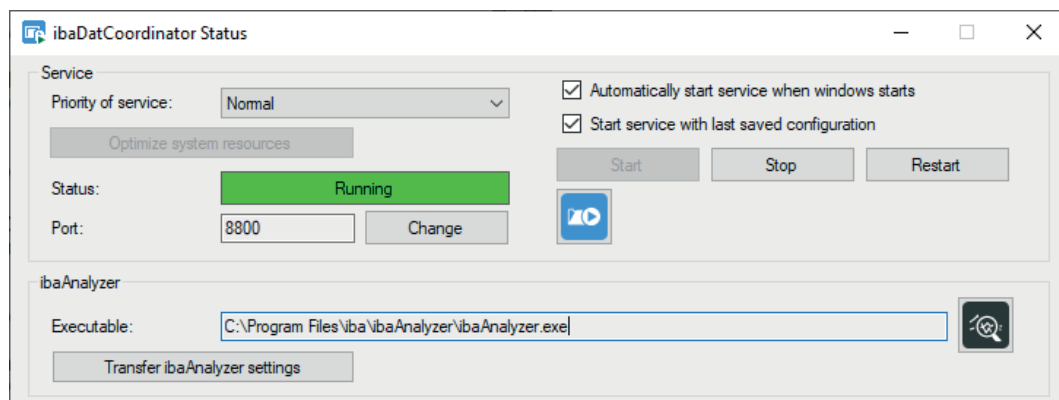 ibaDatCoordinator Status
Service
Priority of service:
Normal
Automatically start service when windows starts
Start service with last saved configuration
Optimize system resources
Start
Stop
Restart
Status:
Running
Port:
8800
Change
ibaAnalyzer
Executable:
C:\Program Files\iba\ibaAnalyzer\ibaAnalyzer.exe
Transfer ibaAnalyzer settings